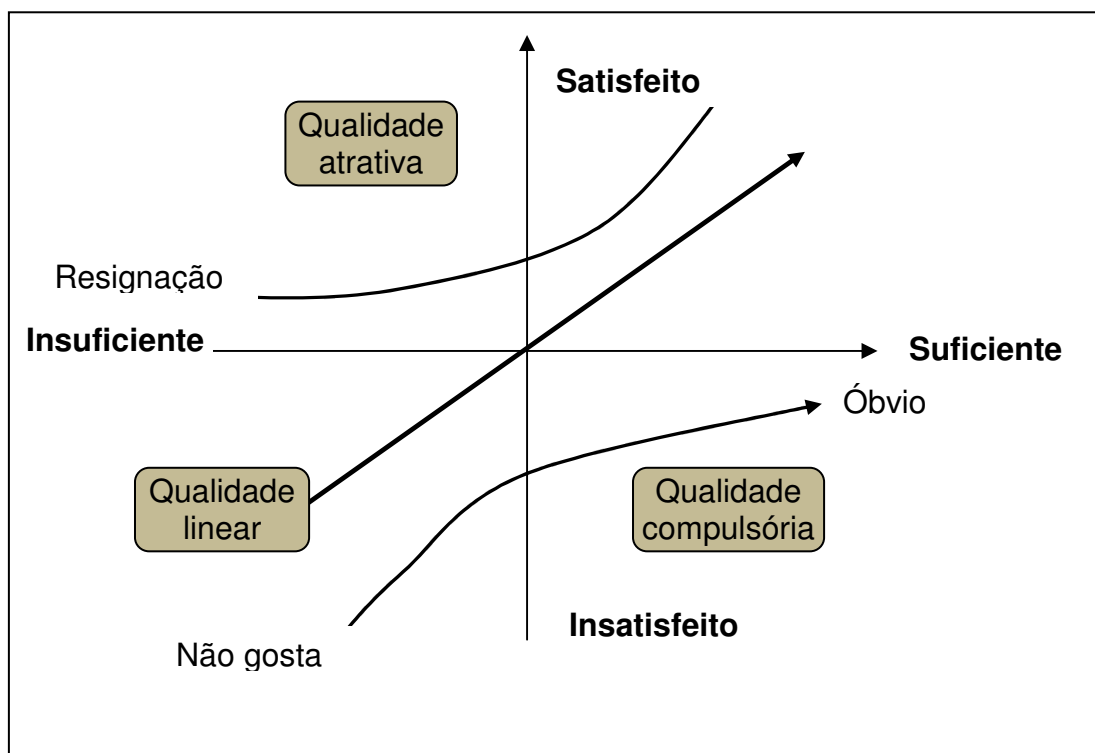 Satisfeito
Qualidade
atrativa
Resignação
Insuficiente
Suficiente
Óbvio
Qualidade
linear
Qualidade
compulsória
Insatisfeito
Não gosta